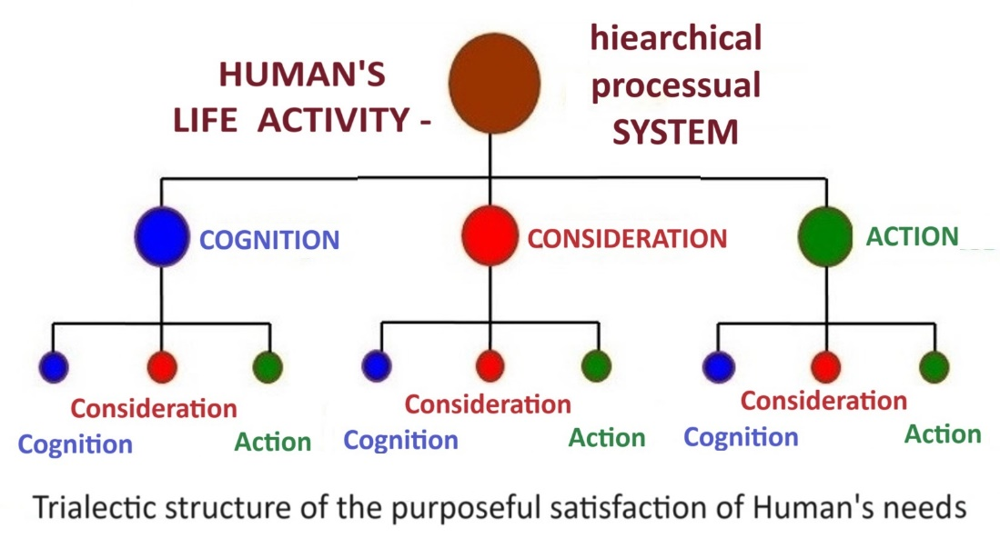 HUMAN'S
LIFE ACTIVITY -
hiearchical
processual
SYSTEM
COGNITION
CONSIDERATION
ACTION
Consideration
Cognition
Action
Consideration
Cognition
Action
Consideration
Cognition
Action
Trialectic structure of the purposeful satisfaction of Human's needs